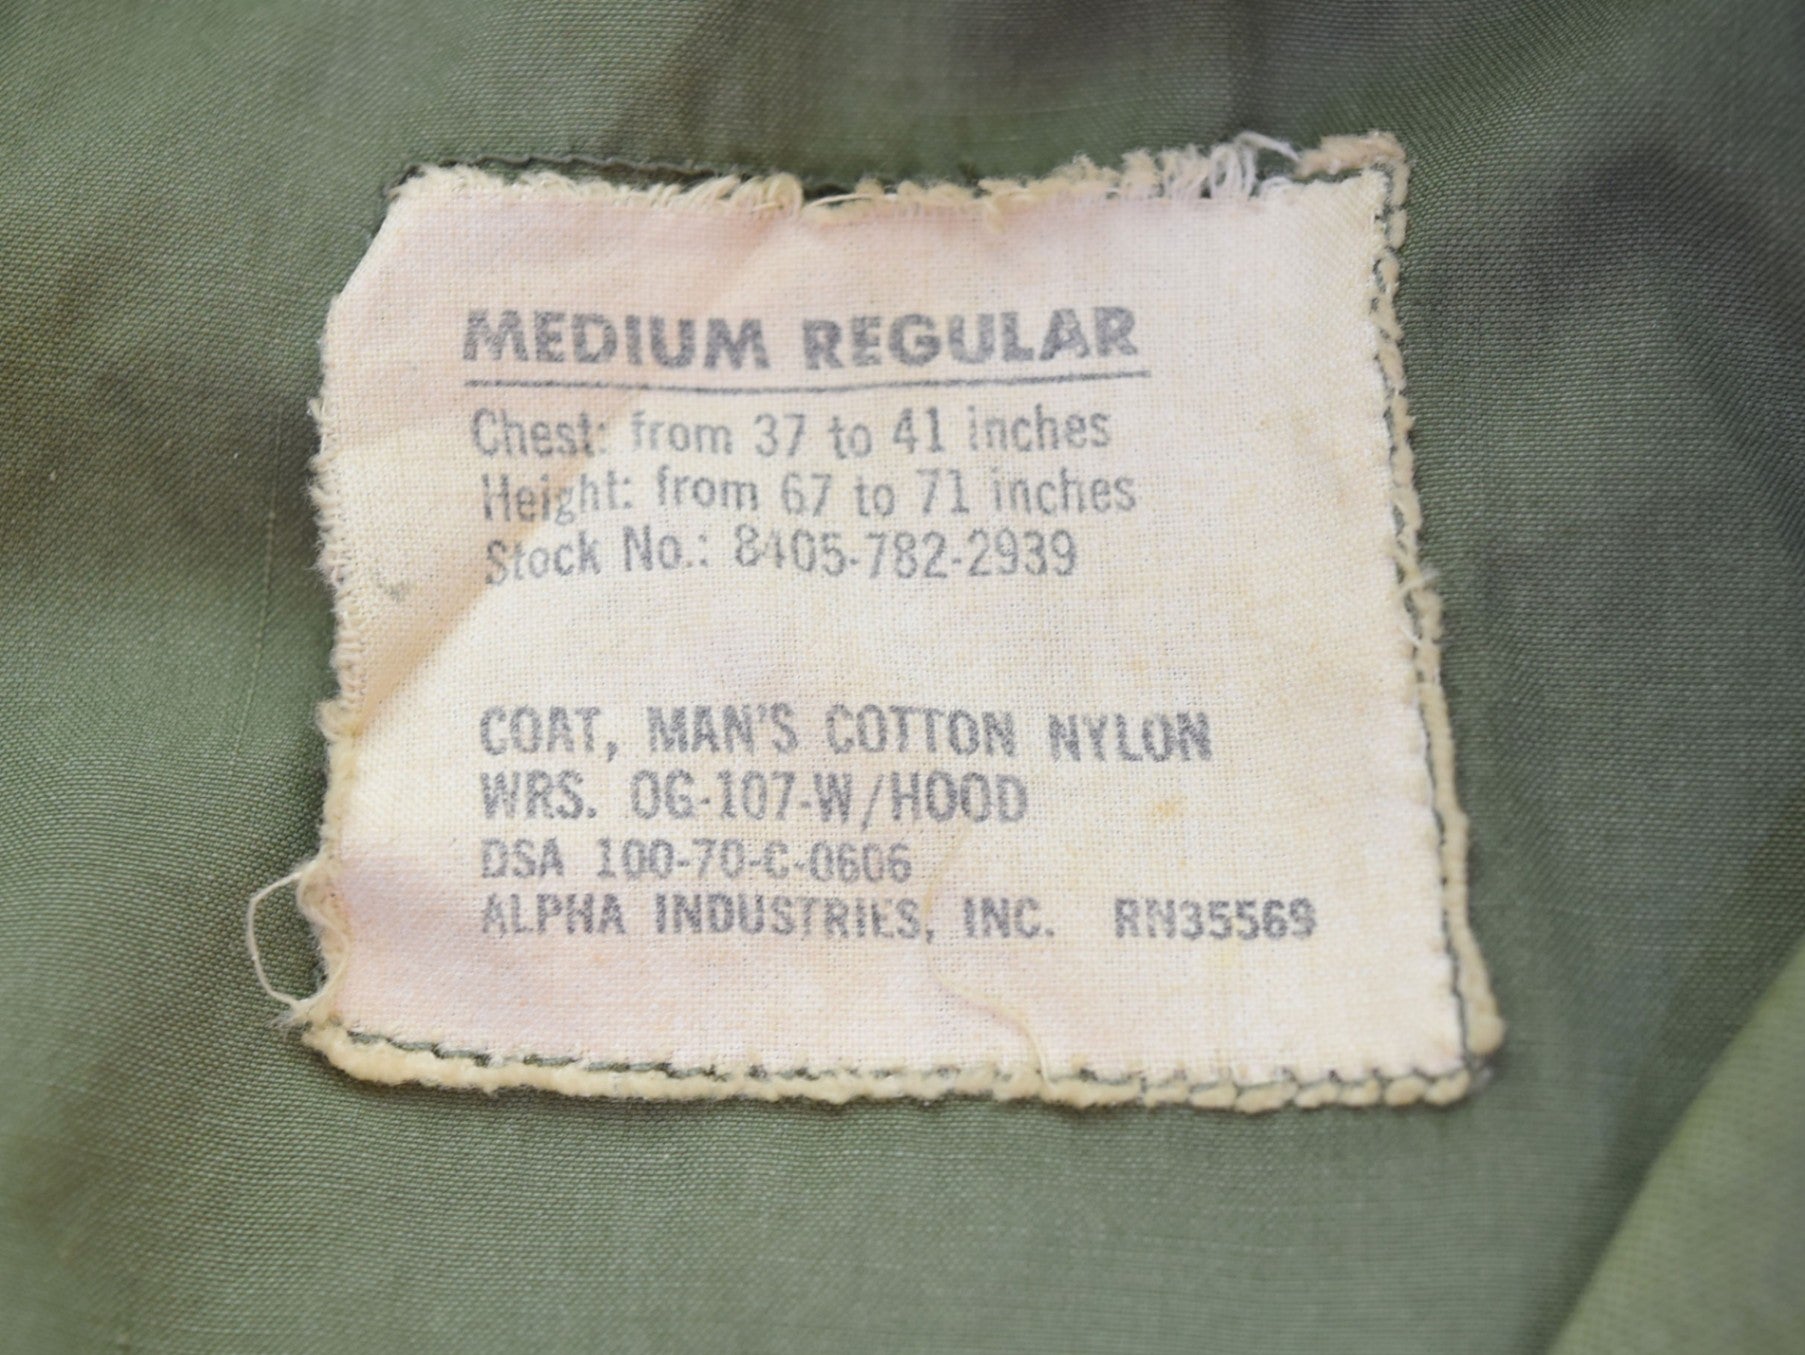 MEDIUM REGULAR
Chest: from 37 to 41 inches
Height: from 67 to 71 inches
Stock No.: 8405-782-2939
COAT, MAN'S COTTON NYLON
WRS. OG-107-W/HOOD
DSA 100-70-C-0606
ALPHA INDUSTRIES, INC. RN35569